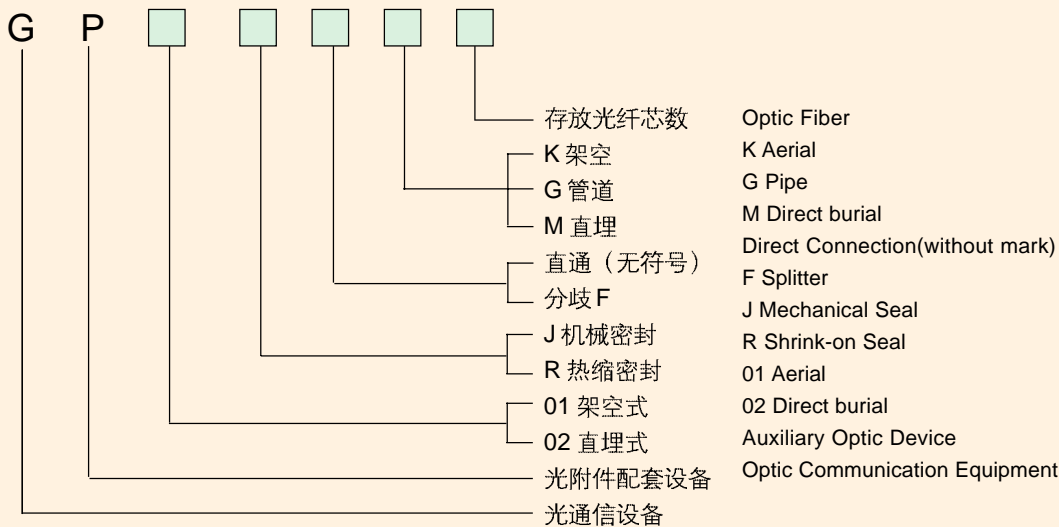 G P
存放光纤芯数 Optic Fiber
K 架空 K Aerial
G 管道 G Pipe
M 直埋 M Direct burial
直通（无符号） Direct Connection(without mark)
分歧 F F Splitter
J 机械密封 J Mechanical Seal
R 热缩密封 R Shrink-on Seal
01 架空式 01 Aerial
02 直埋式 02 Direct burial
光附件配套设备 Auxiliary Optic Device
光通信设备 Optic Communication Equipment